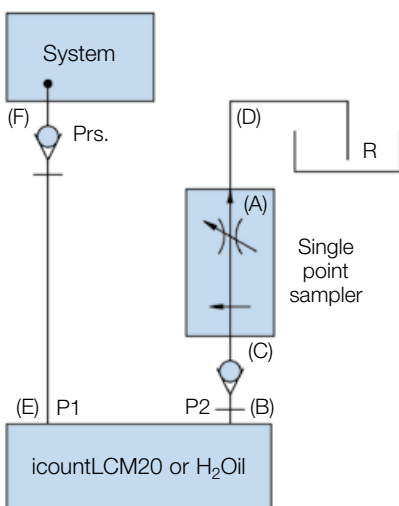 System
(F)
Prs.
(D)
R
(A)
Single
point
sampler
(C)
(E) P1
P2 (B)
icountLCM20 or H₂Oil